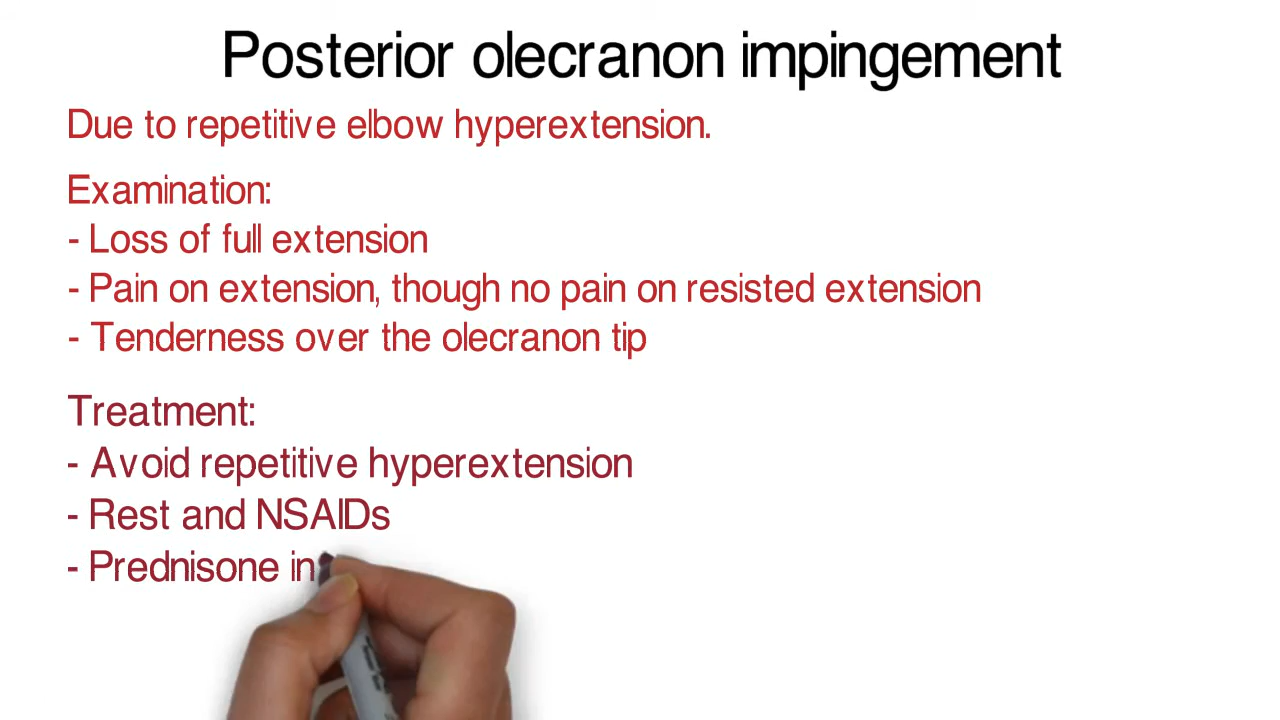 Posterior olecranon impingement
Due to repetitive elbow hyperextension.
Examination:
- Loss of full extension
- Pain on extension, though no pain on resisted extension
- Tenderness over the olecranon tip
Treatment:
- Avoid repetitive hyperextension
- Rest and NSAIDs
- Prednisone in